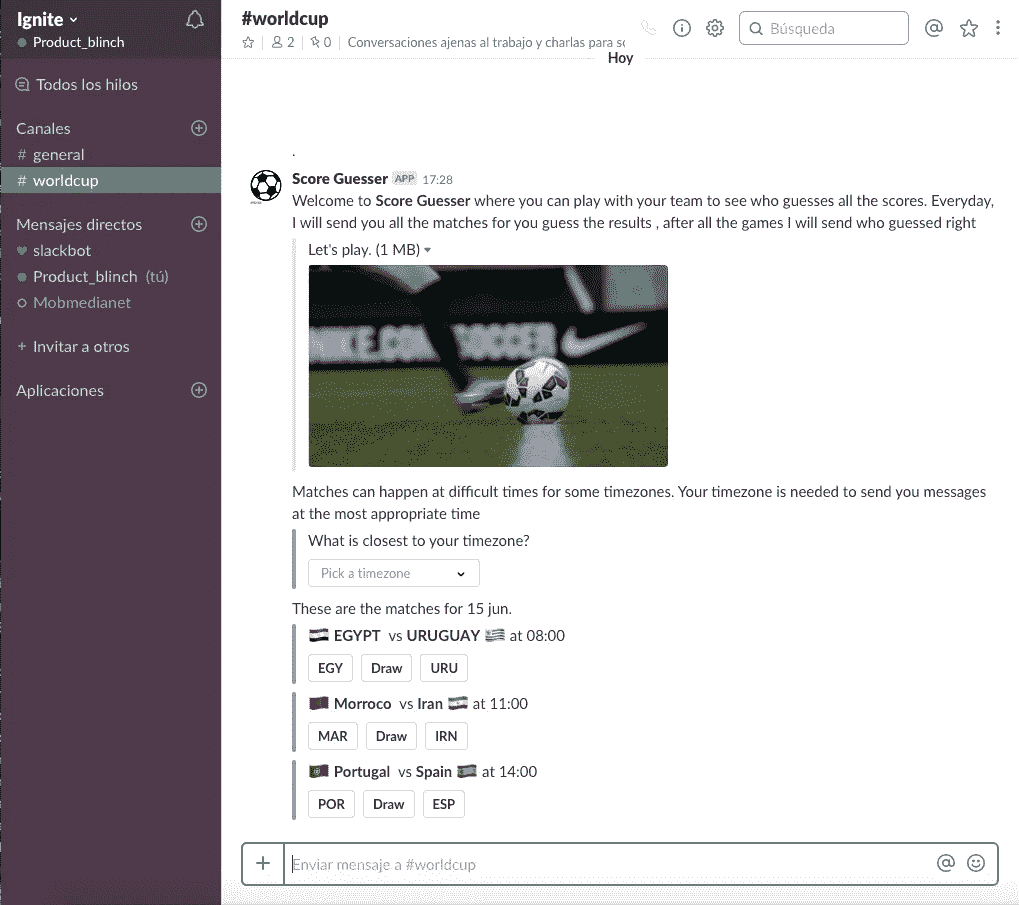 Ignite
Product_blinch
Todos los hilos
Canales
# general
# worldcup
Mensajes directos
slackbot
Product_blinch (tú)
Mobmedianet
+ Invitar a otros
Aplicaciones
#worldcup
2
0
Conversaciones ajenas al trabajo y charlas para so
Búsqueda
Hoy
.
Score Guesser APP 17:28
Welcome to Score Guesser where you can play with your team to see who guesses all the scores. Everyday,
I will send you all the matches for you guess the results , after all the games I will send who guessed right
Let's play. (1 MB)
KE.COM SOCCER
Matches can happen at difficult times for some timezones. Your timezone is needed to send you messages
at the most appropriate time
What is closest to your timezone?
Pick a timezone
These are the matches for 15 jun.
EGYPT vs URUGUAY at 08:00
EGY Draw URU
Morroco vs Iran at 11:00
MAR Draw IRN
Portugal vs Spain at 14:00
POR Draw ESP
+ Enviar mensaje a #worldcup @